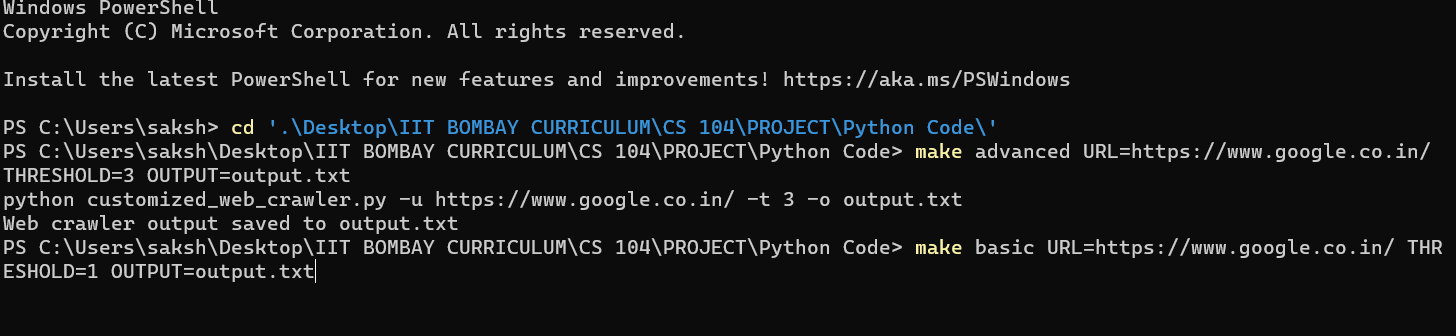 Windows PowerShell
Copyright (C) Microsoft Corporation. All rights reserved.
Install the latest PowerShell for new features and improvements! https://aka.ms/PSWindows
PS C:\Users\saksh> cd '.\Desktop\IIT BOMBAY CURRICULUM\CS 104\PROJECT\Python Code\'
PS C:\Users\saksh\Desktop\IIT BOMBAY CURRICULUM\CS 104\PROJECT\Python Code> make advanced URL=https://www.google.co.in/
THRESHOLD=3 OUTPUT=output.txt
python customized_web_crawler.py -u https://www.google.co.in/ -t 3 -o output.txt
Web crawler output saved to output.txt
PS C:\Users\saksh\Desktop\IIT BOMBAY CURRICULUM\CS 104\PROJECT\Python Code> make basic URL=https://www.google.co.in/ THR
ESHOLD=1 OUTPUT=output.txt